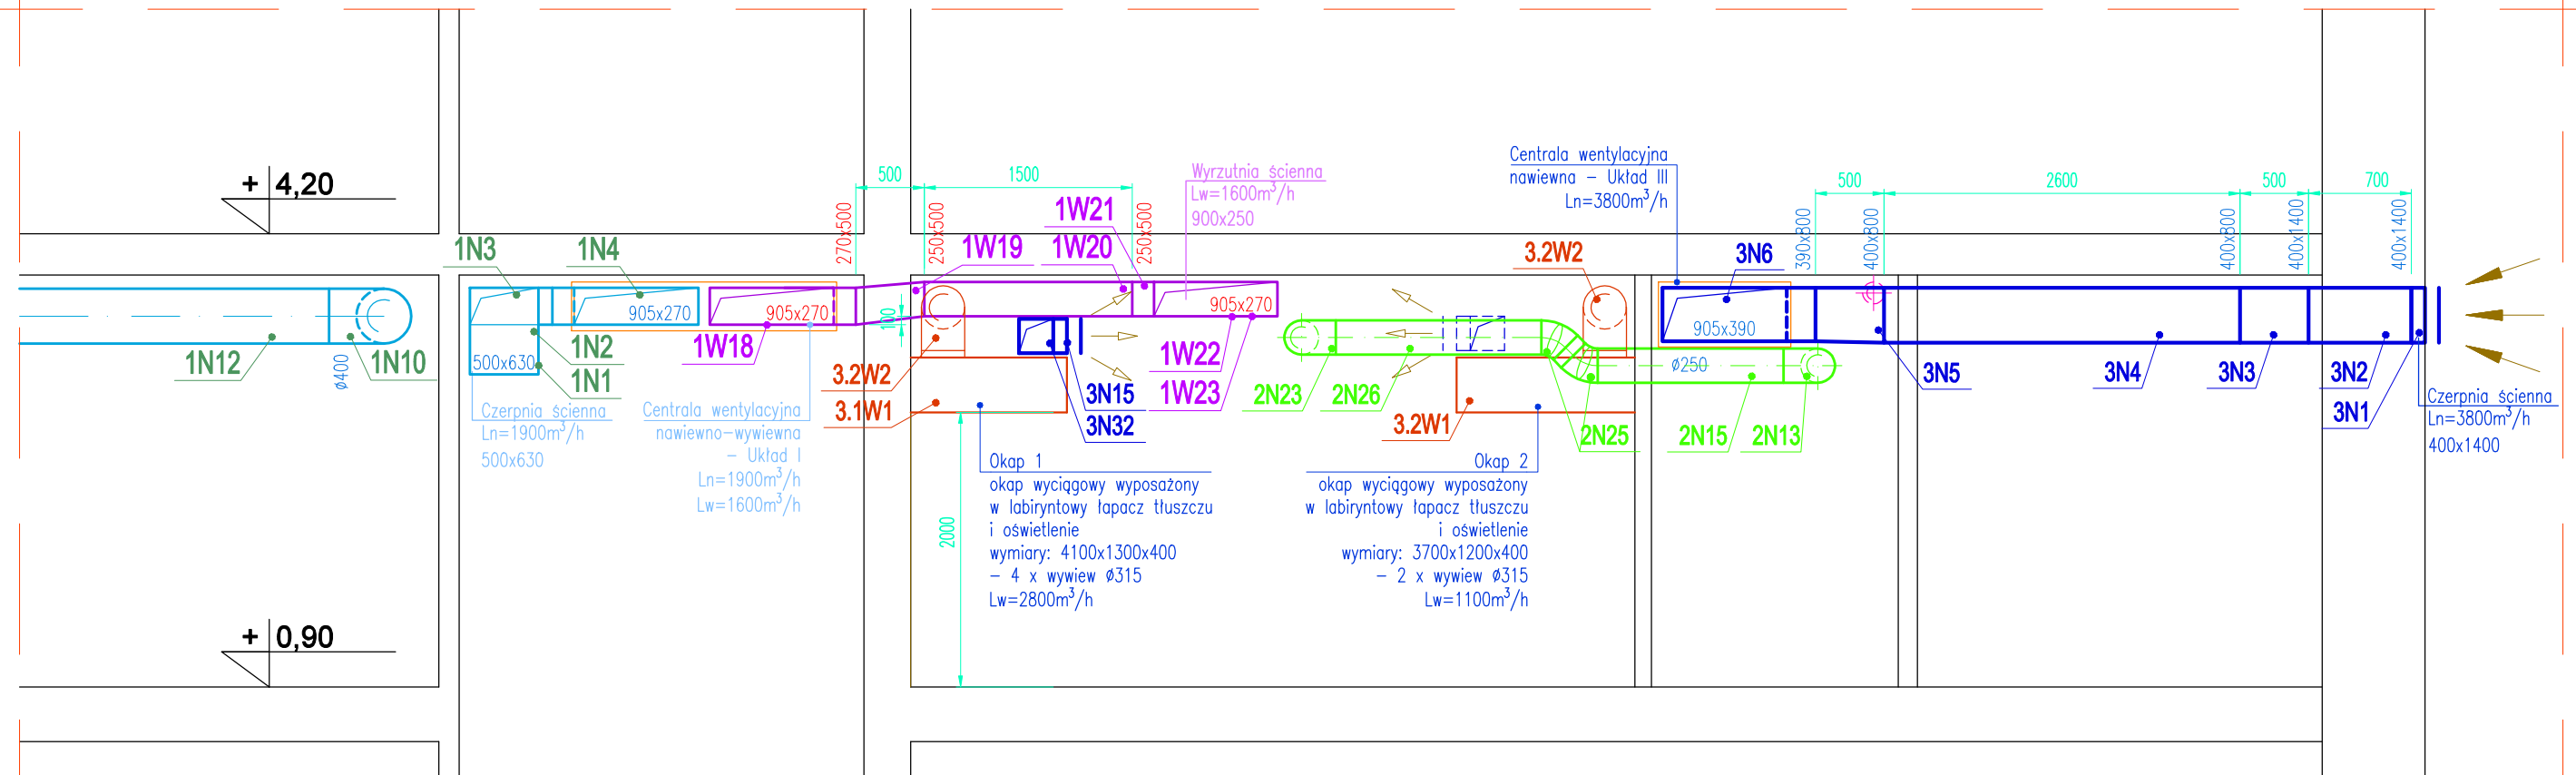 + 4,20
+ 0,90
1N12
1N10
ø400
1N3
1N4
905x270
905x270
500x630
1N2
1N1
1W18
Czerpnia ścienna
Ln=1900m³/h
500x630
Centrala wentylacyjna
nawiewno-wywiewna
- Układ I
Ln=1900m³/h
Lw=1600m³/h
500
1500
270x500
250x500
250x500
100
1W19
1W21
1W20
Wyrzutnia ścienna
Lw=1600m³/h
900x250
905x270
1W22
1W23
3.2W2
3.1W1
3N15
3N32
2000
Okap 1
okap wyciągowy wyposażony
w labiryntowy łapacz tłuszczu
i oświetlenie
wymiary: 4100x1300x400
- 4 x wywiew ø315
Lw=2800m³/h
Okap 2
okap wyciągowy wyposażony
w labiryntowy łapacz tłuszczu
i oświetlenie
wymiary: 3700x1200x400
- 2 x wywiew ø315
Lw=1100m³/h
2N23
2N26
3.2W1
3.2W2
2N25
2N15
2N13
ø250
Centrala wentylacyjna
nawiewna - Układ III
Ln=3800m³/h
3N6
905x390
500
2600
500
700
390x800
400x800
400x800
400x1400
400x1400
3N5
3N4
3N3
3N2
3N1
Czerpnia ścienna
Ln=3800m³/h
400x1400